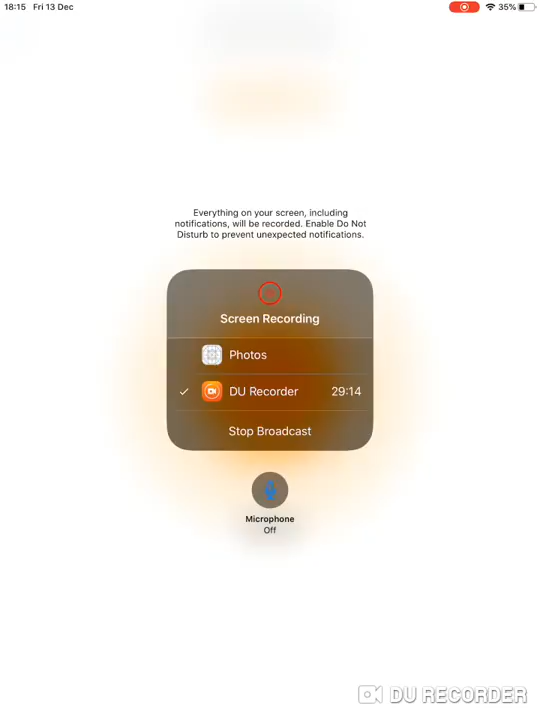 18:15 Fri 13 Dec 35%
Everything on your screen, including
notifications, will be recorded. Enable Do Not
Disturb to prevent unexpected notifications.
Screen Recording
Photos
DU Recorder 29:14
Stop Broadcast
Microphone
Off
DU RECORDER